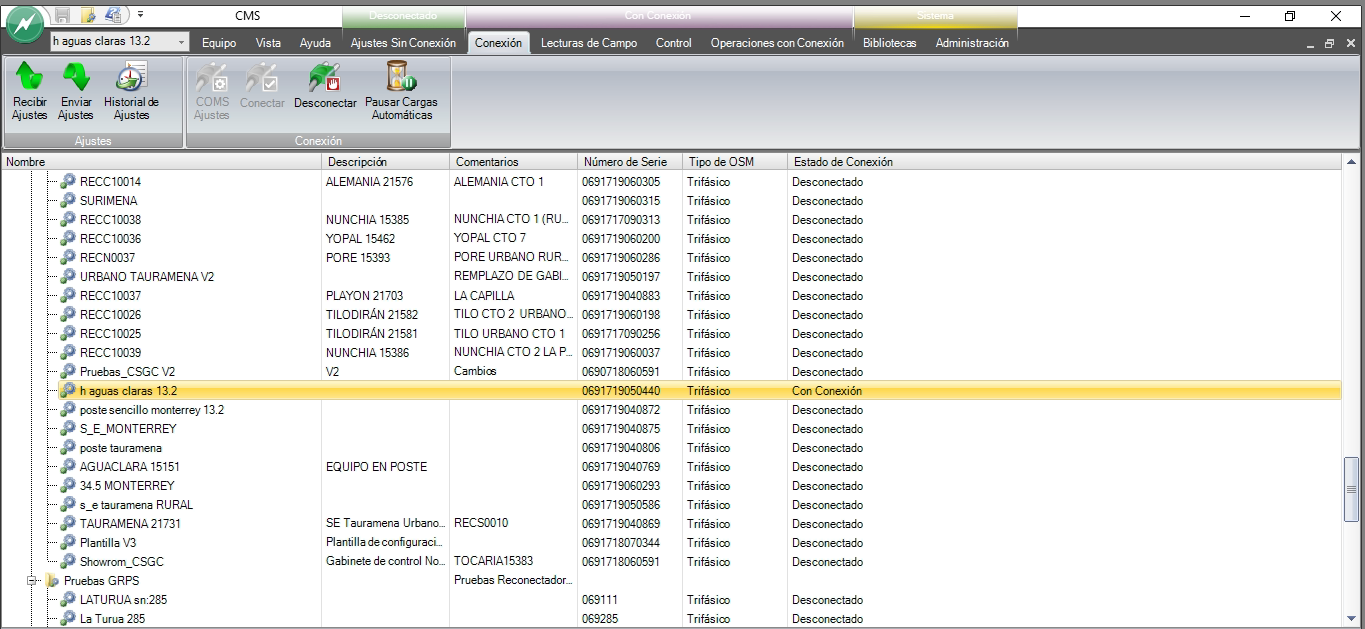 CMS
Desconectado
Con Conexión
Sistema
h aguas claras 13.2
Equipo Vista Ayuda Ajustes Sin Conexión Conexión Lecturas de Campo Control Operaciones con Conexión Bibliotecas Administración
Recibir Ajustes
Enviar Ajustes
Historial de Ajustes
COMS Ajustes
Conectar
Desconectar
Pausar Cargas Automáticas
Ajustes
Conexión
Nombre Descripción Comentarios Número de Serie Tipo de OSM Estado de Conexión
RECC10014 ALEMANIA 21576 ALEMANIA CTO 1 0691719060305 Trifásico Desconectado
SURIMENA 0691719060315 Trifásico Desconectado
RECC10038 NUNCHIA 15385 NUNCHIA CTO 1 (RU... 0691717090313 Trifásico Desconectado
RECC10036 YOPAL 15462 YOPAL CTO 7 0691719060200 Trifásico Desconectado
RECN0037 PORE 15393 PORE URBANO RUR... 0691719060286 Trifásico Desconectado
URBANO TAURAMENA V2 REMPLAZO DE GABI... 0691719050197 Trifásico Desconectado
RECC10037 PLAYON 21703 LA CAPILLA 0691719040883 Trifásico Desconectado
RECC10026 TILODIRÁN 21582 TILO CTO 2 URBANO... 0691719060198 Trifásico Desconectado
RECC10025 TILODIRÁN 21581 TILO URBANO CTO 1 0691717090256 Trifásico Desconectado
RECC10039 NUNCHIA 15386 NUNCHIA CTO 2 LA P... 0691719060037 Trifásico Desconectado
Pruebas_CSGC V2 V2 Cambios 0690718060591 Trifásico Desconectado
h aguas claras 13.2 0691719050440 Trifásico Con Conexión
poste sencillo monterrey 13.2 0691719040872 Trifásico Desconectado
S_E_MONTERREY 0691719040875 Trifásico Desconectado
poste tauramena 0691719040806 Trifásico Desconectado
AGUACLARA 15151 EQUIPO EN POSTE 0691719040769 Trifásico Desconectado
34.5 MONTERREY 0691719060293 Trifásico Desconectado
s_e tauramena RURAL 0691719050586 Trifásico Desconectado
TAURAMENA 21731 SE Tauramena Urbano... RECS0010 0691719040869 Trifásico Desconectado
Plantilla V3 Plantilla de configuraci... 0691718070344 Trifásico Desconectado
Showrom_CSGC Gabinete de control No... TOCARIA15383 0691718060591 Trifásico Desconectado
Pruebas GRPS Pruebas Reconectador...
LATURUA sn:285 069111 Trifásico Desconectado
La Turua 285 069285 Trifásico Desconectado